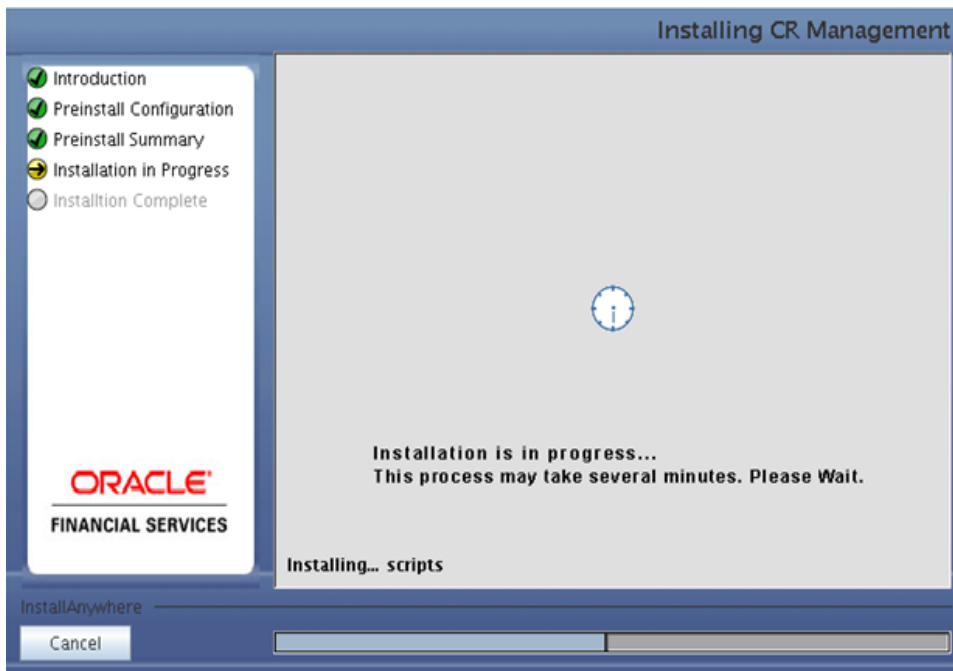 Installing CR Management
Introduction
Preinstall Configuration
Preinstall Summary
Installation in Progress
Installtion Complete
i
Installation is in progress...
This process may take several minutes. Please Wait.
ORACLE
FINANCIAL SERVICES
Installing... scripts
InstallAnywhere
Cancel